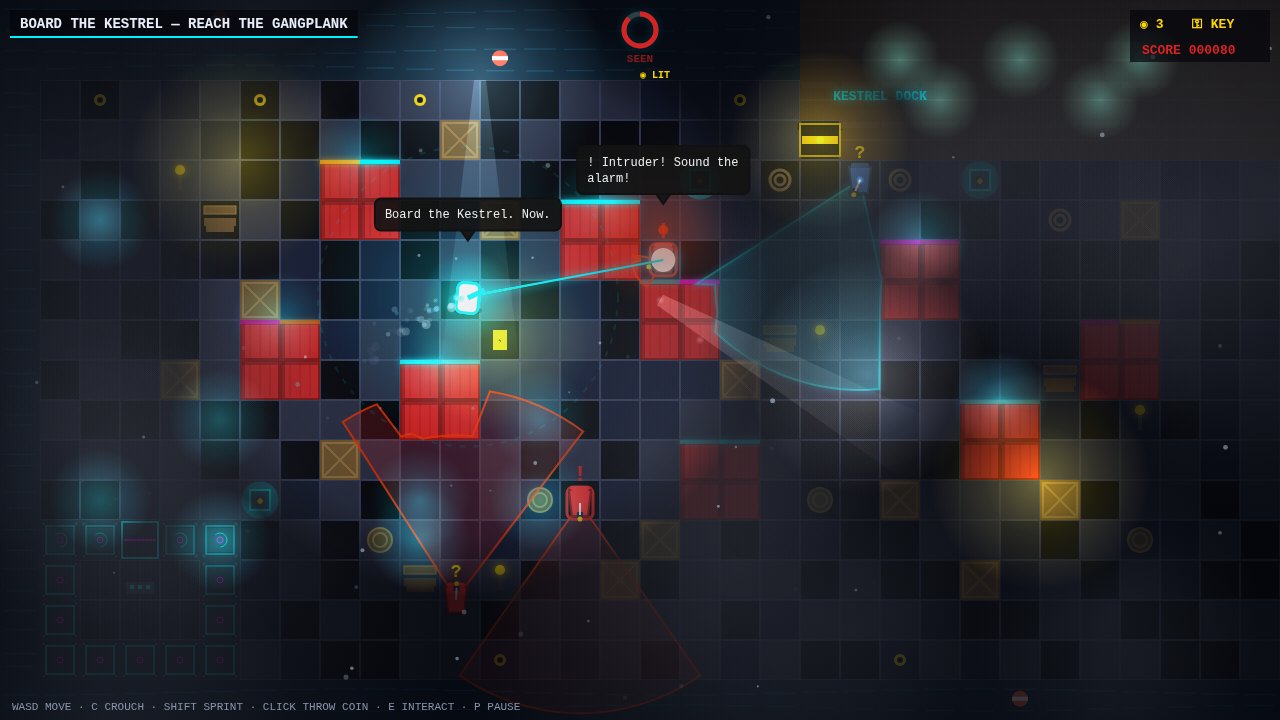 BOARD THE KESTREL — REACH THE GANGPLANK
SEEN
◉ LIT
◉ 3 ⚿ KEY
SCORE 000080
KESTREL DOCK
?
! Intruder! Sound the
alarm!
Board the Kestrel. Now.
!
?
WASD MOVE · C CROUCH · SHIFT SPRINT · CLICK THROW COIN · E INTERACT · P PAUSE